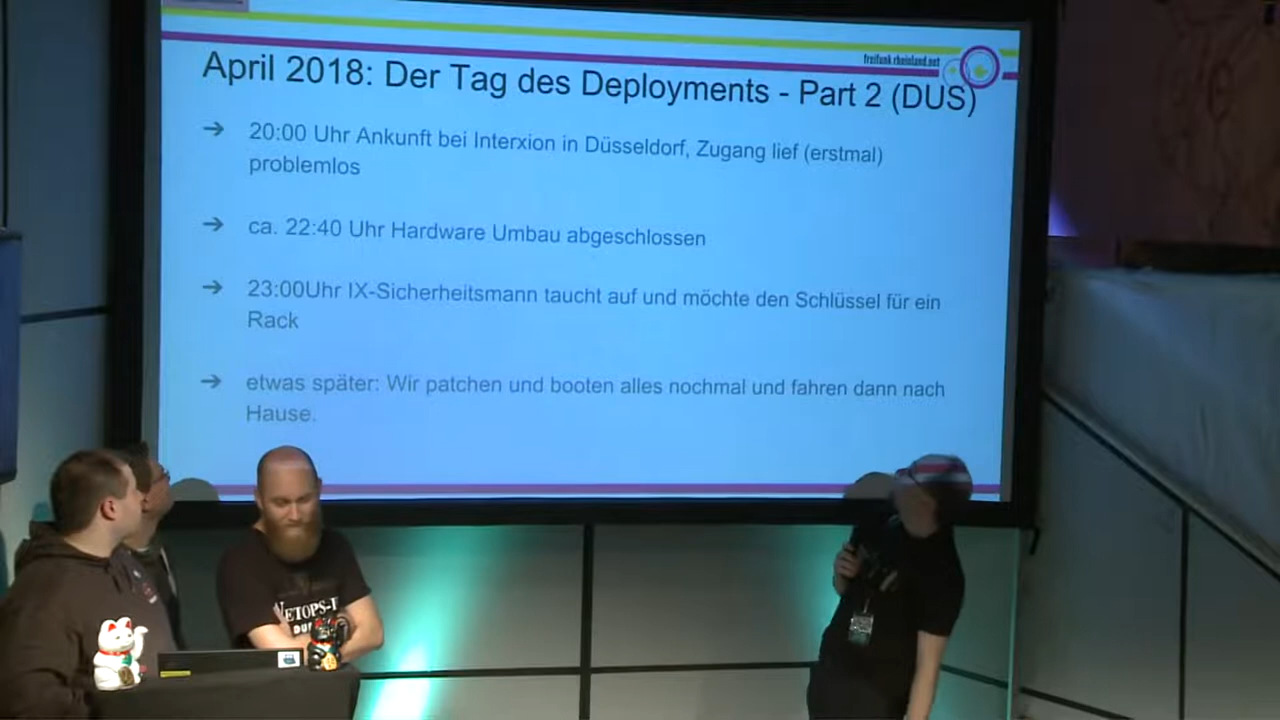 freifunk rheinland.net
April 2018: Der Tag des Deployments - Part 2 (DUS)
➔ 20:00 Uhr Ankunft bei Interxion in Düsseldorf, Zugang lief (erstmal)
problemlos
➔ ca. 22:40 Uhr Hardware Umbau abgeschlossen
➔ 23:00Uhr IX-Sicherheitsmann taucht auf und möchte den Schlüssel für ein
Rack
➔ etwas später: Wir patchen und booten alles nochmal und fahren dann nach
Hause.